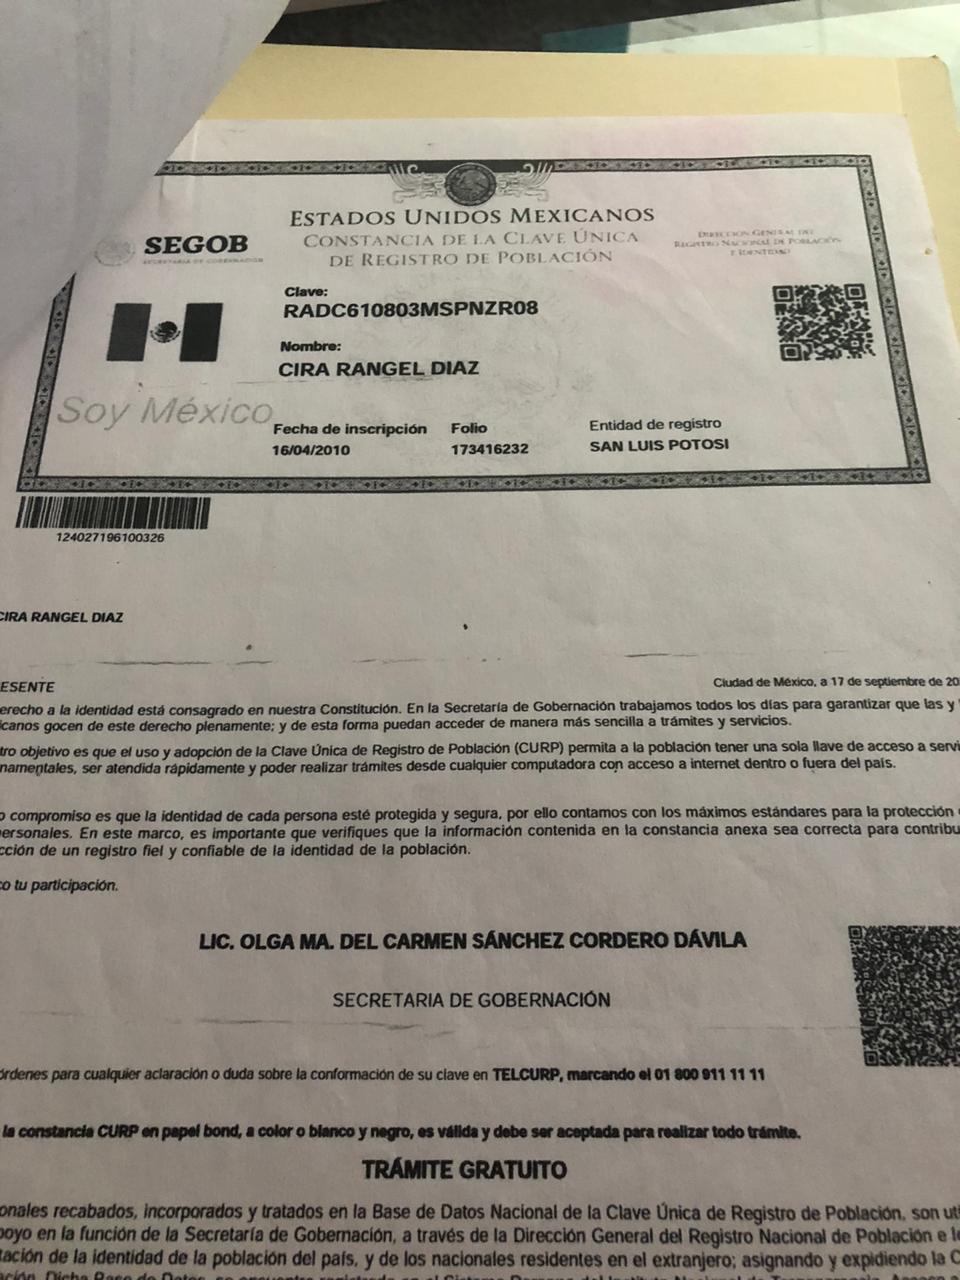 ESTADOS UNIDOS MEXICANOS
CONSTANCIA DE LA CLAVE ÚNICA
DE REGISTRO DE POBLACIÓN
SEGOB
SECRETARÍA DE GOBERNACIÓN
DIRECCIÓN GENERAL DEL
REGISTRO NACIONAL DE POBLACIÓN
E IDENTIDAD
Clave:
RADC610803MSPNZR08
Nombre:
CIRA RANGEL DIAZ
Soy México
Fecha de inscripción
16/04/2010
Folio
173416232
Entidad de registro
SAN LUIS POTOSI
124027196100326
CIRA RANGEL DIAZ
ESENTE
Ciudad de México, a 17 de septiembre de 20
erecho a la identidad está consagrado en nuestra Constitución. En la Secretaría de Gobernación trabajamos todos los días para garantizar que las y
icanos gocen de este derecho plenamente; y de esta forma puedan acceder de manera más sencilla a trámites y servicios.
tro objetivo es que el uso y adopción de la Clave Única de Registro de Población (CURP) permita a la población tener una sola llave de acceso a servi
namentales, ser atendida rápidamente y poder realizar trámites desde cualquier computadora con acceso a internet dentro o fuera del país.
o compromiso es que la identidad de cada persona esté protegida y segura, por ello contamos con los máximos estándares para la protección
ersonales. En este marco, es importante que verifiques que la información contenida en la constancia anexa sea correcta para contribu
cción de un registro fiel y confiable de la identidad de la población.
co tu participación.
LIC. OLGA MA. DEL CARMEN SÁNCHEZ CORDERO DÁVILA
SECRETARIA DE GOBERNACIÓN
órdenes para cualquier aclaración o duda sobre la conformación de su clave en TELCURP, marcando el 01 800 911 11 11
la constancia CURP en papel bond, a color o blanco y negro, es válida y debe ser aceptada para realizar todo trámite.
TRÁMITE GRATUITO
onales recabados, incorporados y tratados en la Base de Datos Nacional de la Clave Única de Registro de Población, son uti
poyo en la función de la Secretaría de Gobernación, a través de la Dirección General del Registro Nacional de Población e Id
tación de la identidad de la población del país, y de los nacionales residentes en el extranjero; asignando y expidiendo la C